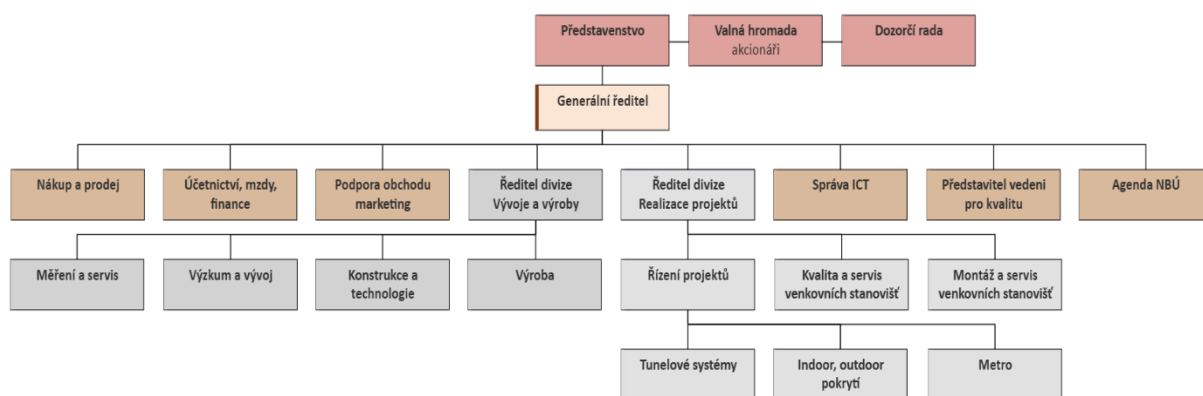 Představenstvo
Valná hromada
akcionáři
Dozorčí rada
Generální ředitel
Nákup a prodej
Účetnictví, mzdy,
finance
Podpora obchodu
marketing
Ředitel divize
Vývoje a výroby
Ředitel divize
Realizace projektů
Správa ICT
Představitel vedeni
pro kvalitu
Agenda NBÚ
Měření a servis
Výzkum a vývoj
Konstrukce a
technologie
Výroba
Řízení projektů
Kvalita a servis
venkovních stanovišť
Montáž a servis
venkovních stanovišť
Tunelové systémy
Indoor, outdoor
pokrytí
Metro